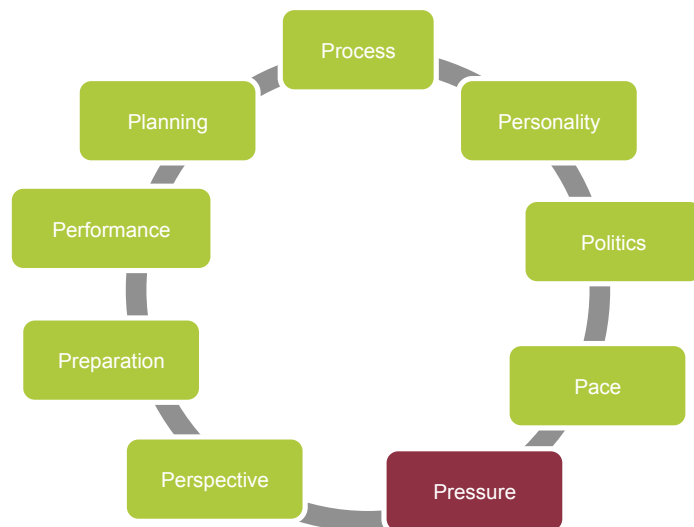 Process
Personality
Politics
Pace
Pressure
Perspective
Preparation
Performance
Planning